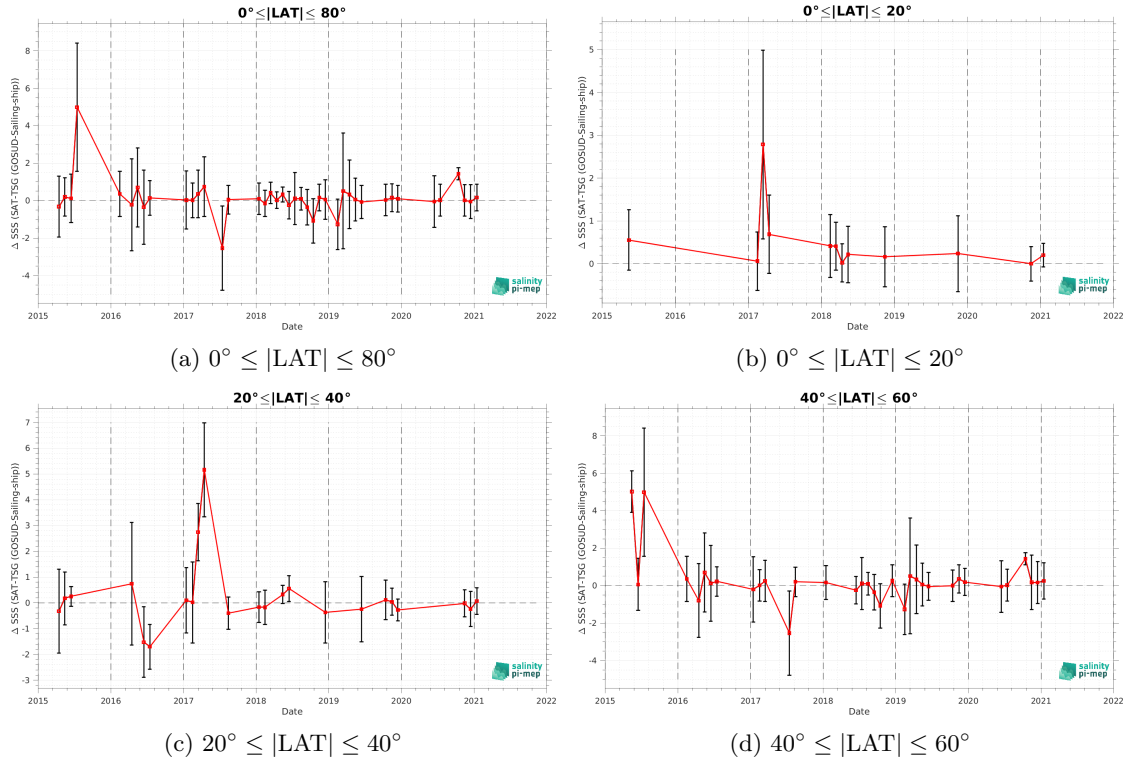 0°≤|LAT|≤ 80°
Δ SSS (SAT-TSG (GOSUD-Sailing-ship))
8
6
4
2
0
-2
-4
2015 2016 2017 2018 2019 2020 2021 2022
Date
salinity
pi-mep
(a) 0° ≤ |LAT| ≤ 80°
0°≤|LAT|≤ 20°
Δ SSS (SAT-TSG (GOSUD-Sailing-ship))
5
4
3
2
1
0
2015 2016 2017 2018 2019 2020 2021 2022
Date
salinity
pi-mep
(b) 0° ≤ |LAT| ≤ 20°
20°≤|LAT|≤ 40°
Δ SSS (SAT-TSG (GOSUD-Sailing-ship))
7
6
5
4
3
2
1
0
-1
-2
-3
2015 2016 2017 2018 2019 2020 2021 2022
Date
salinity
pi-mep
(c) 20° ≤ |LAT| ≤ 40°
40°≤|LAT|≤ 60°
Δ SSS (SAT-TSG (GOSUD-Sailing-ship))
8
6
4
2
0
-2
-4
2015 2016 2017 2018 2019 2020 2021 2022
Date
salinity
pi-mep
(d) 40° ≤ |LAT| ≤ 60°